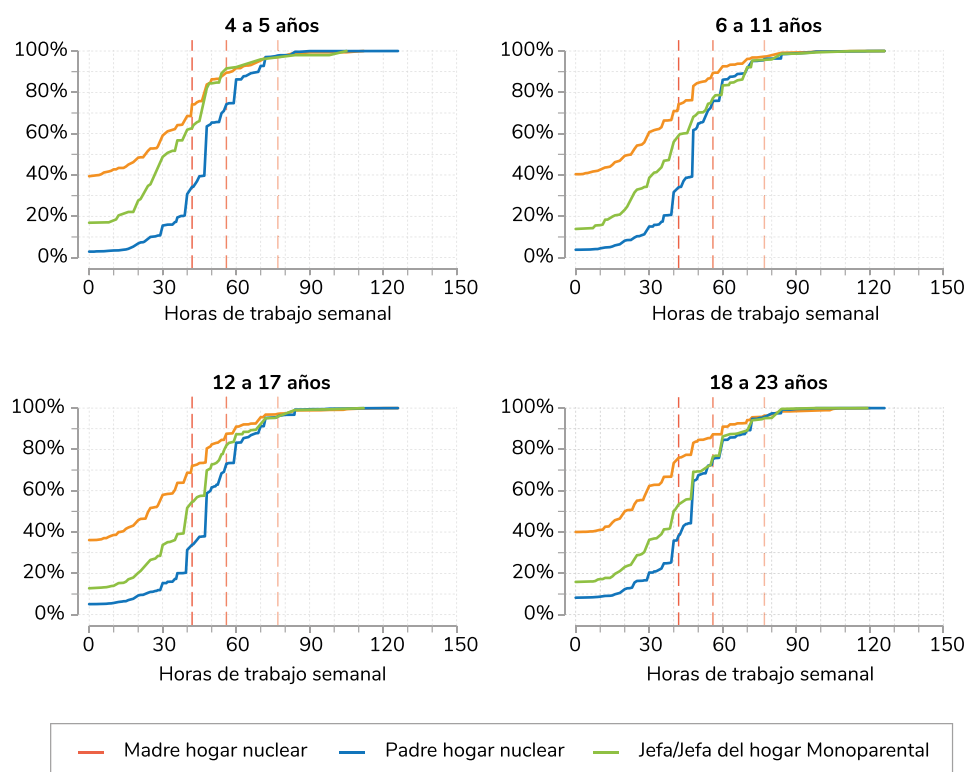 4 a 5 años
6 a 11 años
100%
80%
60%
40%
20%
0%
0 30 60 90 120 150
Horas de trabajo semanal
100%
80%
60%
40%
20%
0%
0 30 60 90 120 150
Horas de trabajo semanal
12 a 17 años
18 a 23 años
100%
80%
60%
40%
20%
0%
0 30 60 90 120 150
Horas de trabajo semanal
100%
80%
60%
40%
20%
0%
0 30 60 90 120 150
Horas de trabajo semanal
Madre hogar nuclear Padre hogar nuclear Jefa/Jefa del hogar Monoparental